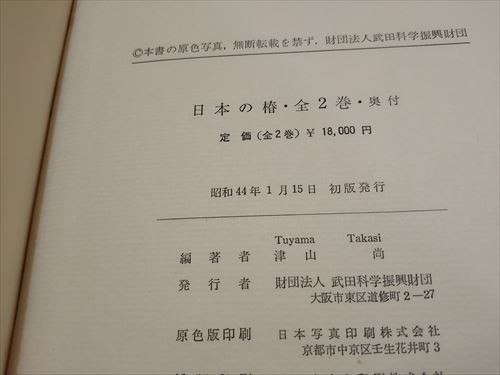 ©本書の原色写真,無断転載を禁ず.財団法人武田科学振興財団
日本の椿・全2巻・奥付
定価(全2巻)¥ 18,000円
昭和44年1月15日 初版発行
Tuyama Takasi
編著者 津山 尚
発行者 財団法人 武田科学振興財団
大阪市東区道修町2―27
原色版印刷 日本写真印刷株式会社
京都市中京区壬生花井町3